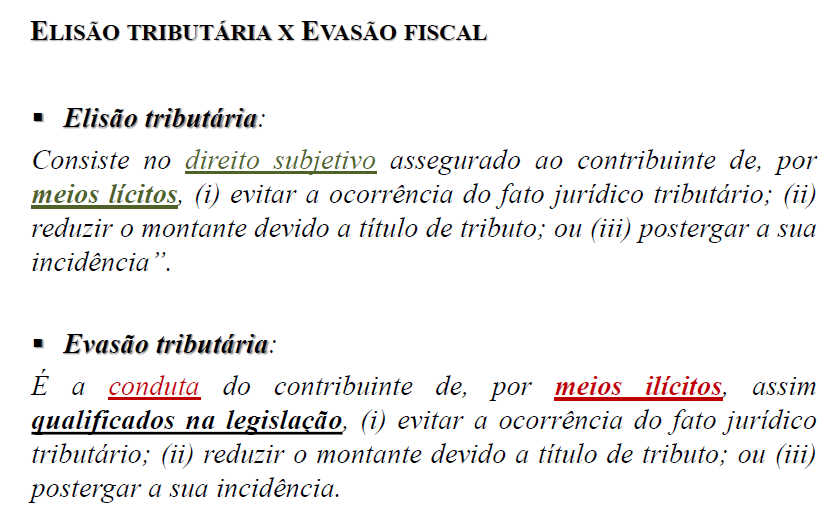 ELISÃO TRIBUTÁRIA X EVASÃO FISCAL
▪ Elisão tributária:
Consiste no direito subjetivo assegurado ao contribuinte de, por
meios lícitos, (i) evitar a ocorrência do fato jurídico tributário; (ii)
reduzir o montante devido a título de tributo; ou (iii) postergar a sua
incidência”.
▪ Evasão tributária:
É a conduta do contribuinte de, por meios ilícitos, assim
qualificados na legislação, (i) evitar a ocorrência do fato jurídico
tributário; (ii) reduzir o montante devido a título de tributo; ou (iii)
postergar a sua incidência.